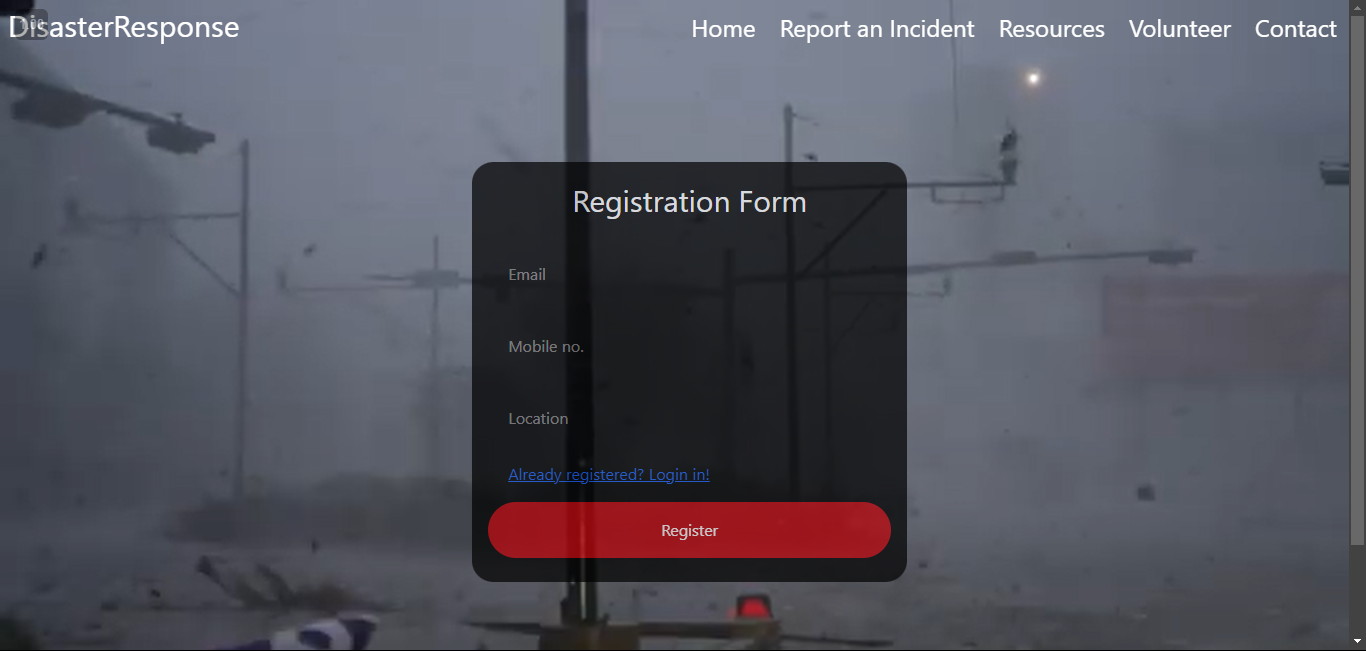 DisasterResponse
Home Report an Incident Resources Volunteer Contact
Registration Form
Email
Mobile no.
Location
Already registered? Login in!
Register